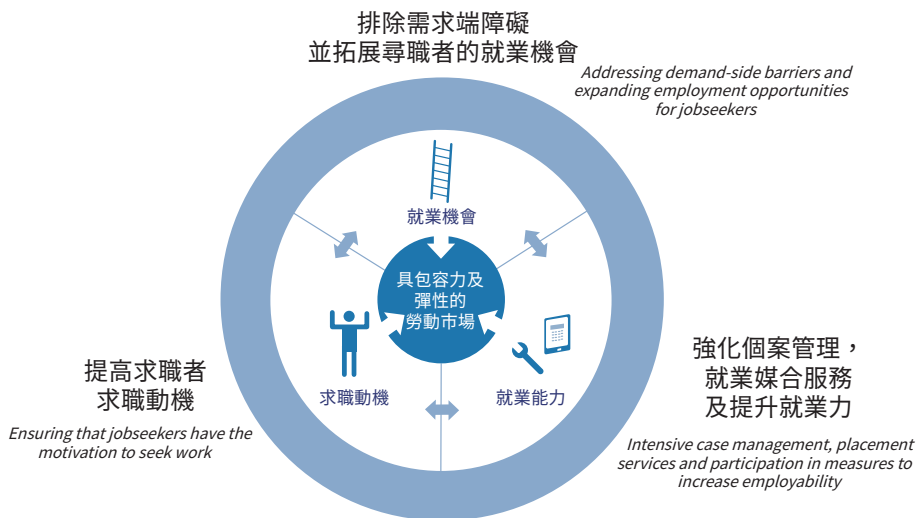 排除需求端障礙
並拓展尋職者的就業機會
Addressing demand-side barriers and
expanding employment opportunities
for jobseekers
就業機會
具包容力及
彈性的
勞動市場
求職動機
就業能力
提高求職者
求職動機
Ensuring that jobseekers have the
motivation to seek work
強化個案管理，
就業媒合服務
及提升就業力
Intensive case management, placement
services and participation in measures to
increase employability